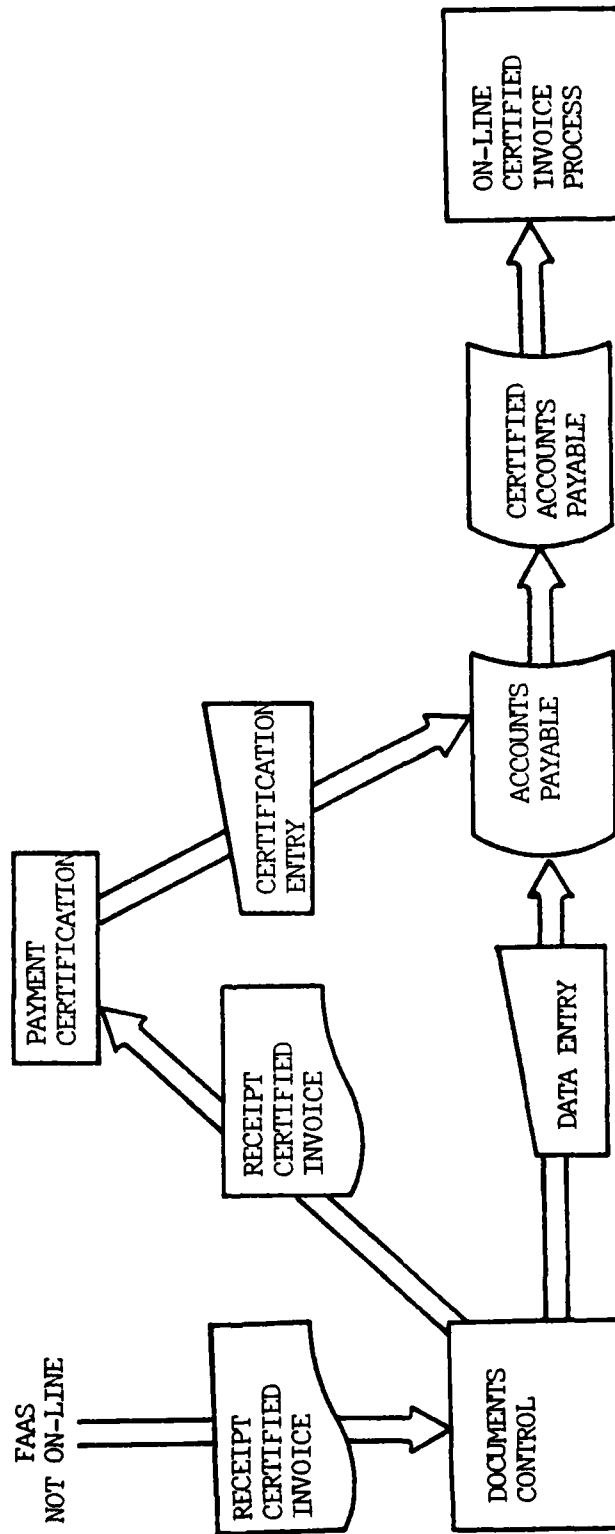 FAAS
NOT ON-LINE
RECEIPT
CERTIFIED
INVOICE
DOCUMENTS
CONTROL
RECEIPT
CERTIFIED
INVOICE
PAYMENT
CERTIFICATION
CERTIFICATION
ENTRY
DATA ENTRY
ACCOUNTS
PAYABLE
CERTIFIED
ACCOUNTS
PAYABLE
ON-LINE
CERTIFIED
INVOICE
PROCESS